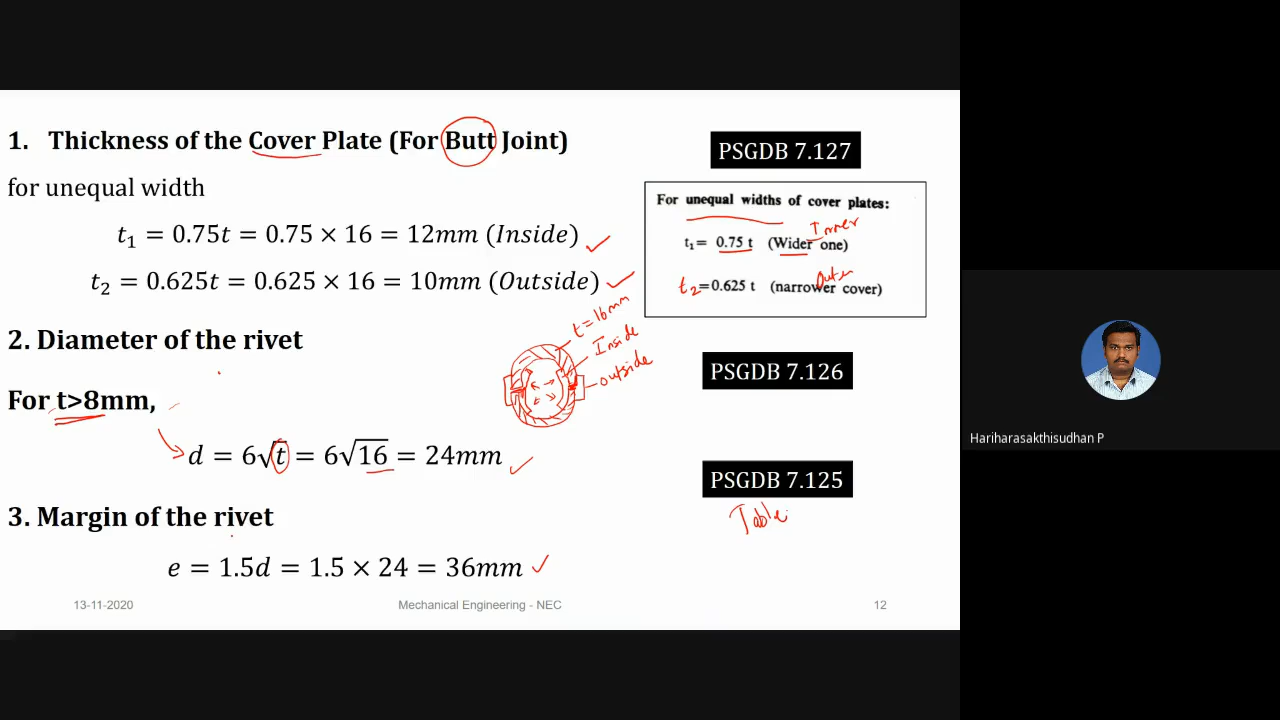 1. Thickness of the Cover Plate (For Butt Joint)
for unequal width
t₁ = 0.75t = 0.75 × 16 = 12mm (Inside)
t₂ = 0.625t = 0.625 × 16 = 10mm (Outside)
2. Diameter of the rivet
For t>8mm,
d = 6√t = 6√16 = 24mm
3. Margin of the rivet
e = 1.5d = 1.5 × 24 = 36mm
PSGDB 7.127
For unequal widths of cover plates:
Inner
t₁= 0.75 t (Wider one)
Outer
t₂=0.625 t (narrower cover)
t=16mm
Inside
outside
PSGDB 7.126
PSGDB 7.125
Table
13-11-2020
Mechanical Engineering - NEC
12
Hariharasakthisudhan P